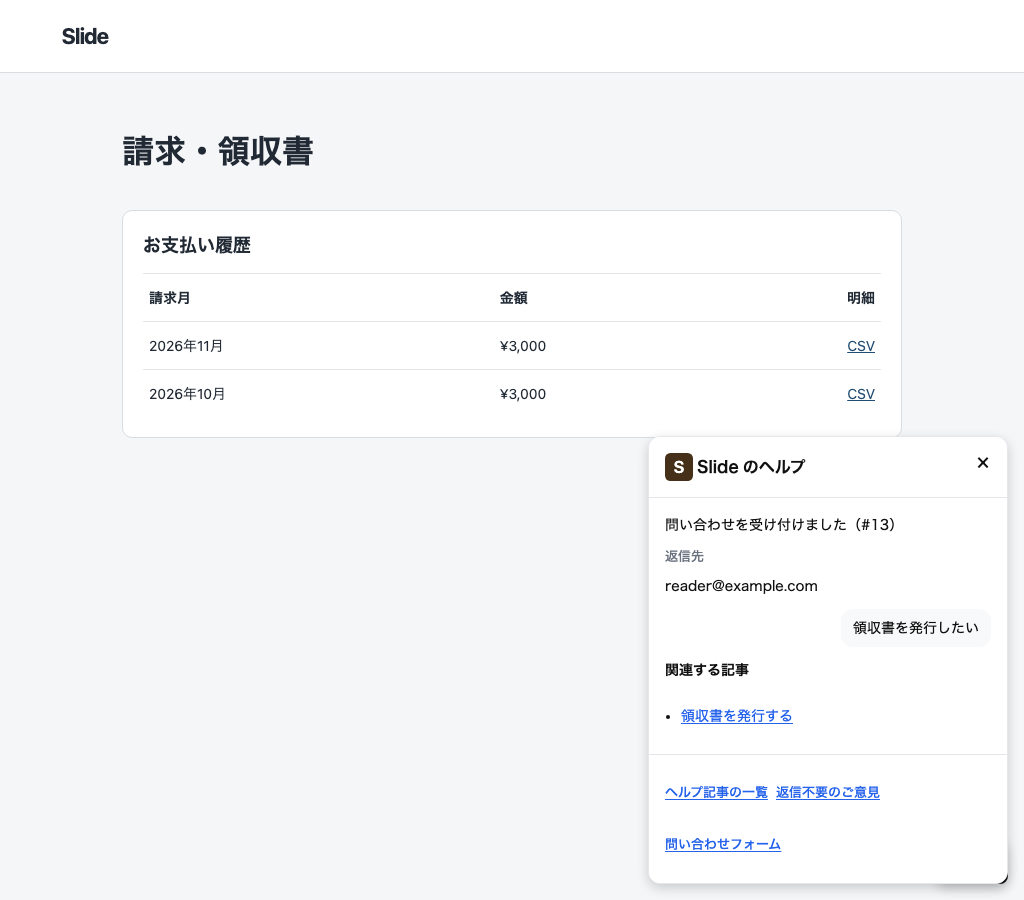 Slide
請求・領収書
お支払い履歴
請求月 金額 明細
2026年11月 ¥3,000 CSV
2026年10月 ¥3,000 CSV
S Slide のヘルプ ×
問い合わせを受け付けました（#13）
返信先
reader@example.com
領収書を発行したい
関連する記事
• 領収書を発行する
ヘルプ記事の一覧 返信不要のご意見
問い合わせフォーム